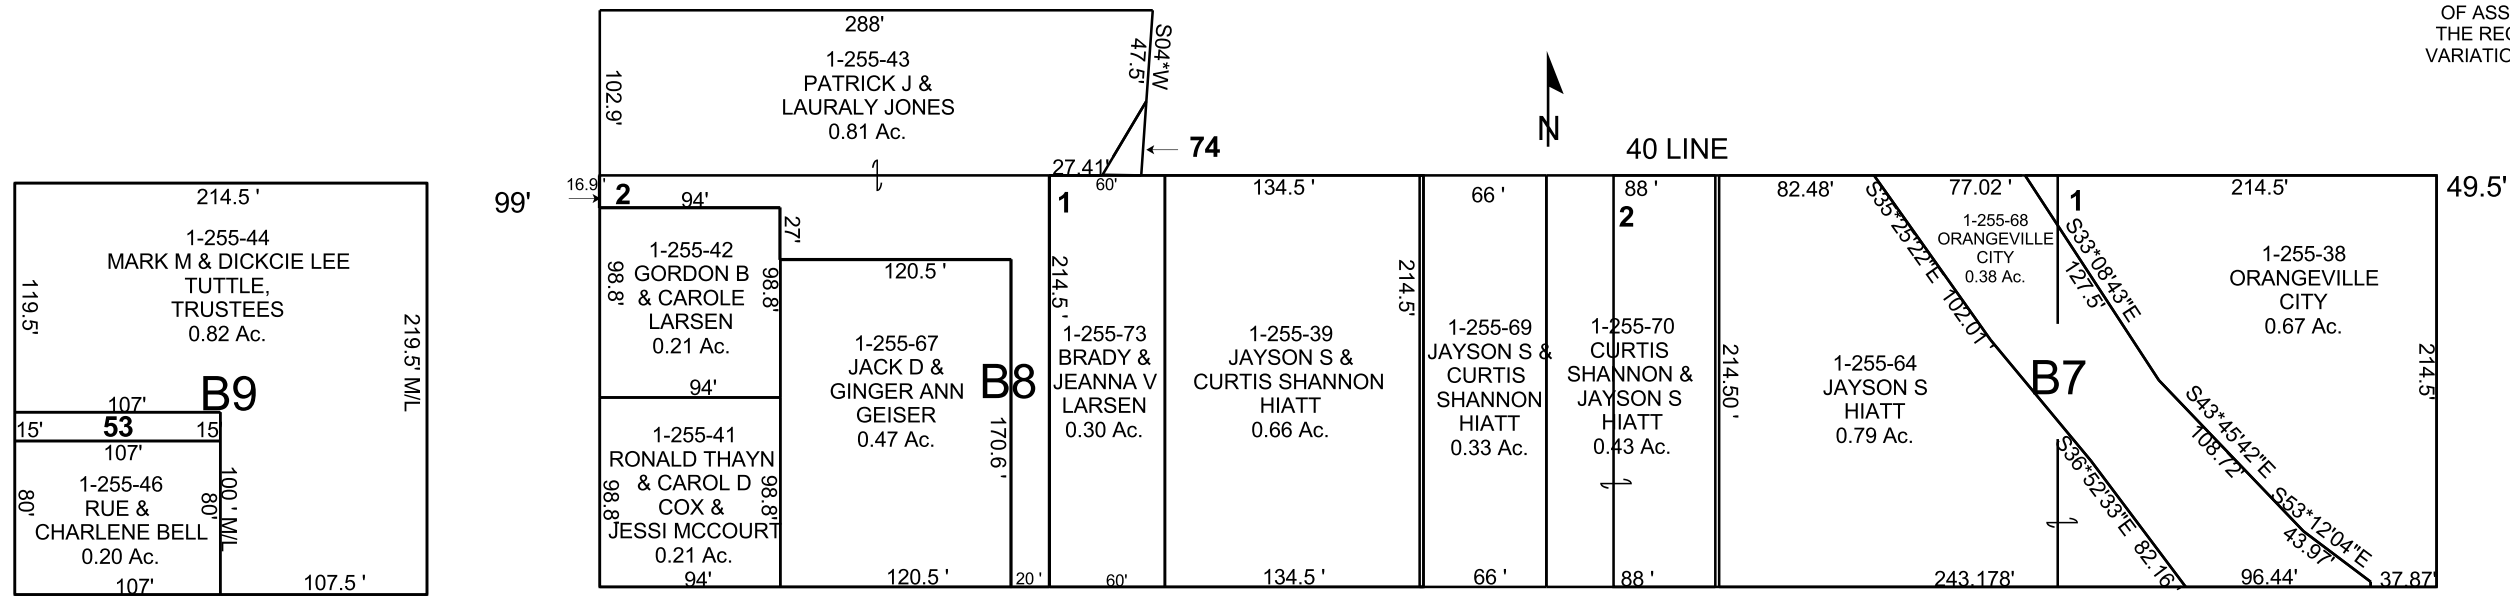 OF ASS
THE REC
VARIATIC
288'
1-255-43
PATRICK J &
LAURALY JONES
0.81 Ac.
102.9'
S04*W
47.5'
74
27.41'
N
40 LINE
99'
16.9'
2
94'
27'
1-255-42
GORDON B
& CAROLE
LARSEN
0.21 Ac.
98.8'
98.8'
94'
1-255-41
RONALD THAYN
& CAROL D
COX &
JESSI MCCOURT
0.21 Ac.
98.8'
98.8'
94'
120.5 '
1-255-67
JACK D &
GINGER ANN
GEISER
0.47 Ac.
170.6 '
120.5 '
20 '
B8
60'
1
214.5 '
1-255-73
BRADY &
JEANNA V
LARSEN
0.30 Ac.
60'
134.5 '
1-255-39
JAYSON S &
CURTIS SHANNON
HIATT
0.66 Ac.
214.5'
134.5 '
66 '
1-255-69
JAYSON S &
CURTIS
SHANNON
HIATT
0.33 Ac.
66 '
88 '
2
1-255-70
CURTIS
SHANNON &
JAYSON S
HIATT
0.43 Ac.
88 '
214.50 '
82.48'
1-255-64
JAYSON S
HIATT
0.79 Ac.
243.178'
S35*25'22"E 102.01 '
S36*52'33"E 82.16
77.02 '
1-255-68
ORANGEVILLE
CITY
0.38 Ac.
B7
1
S33*08'43"E
127.5'
S43*45'42"E
108.72'
S53*12'04"E
43.97'
96.44'
37.87'
214.5'
49.5'
1-255-38
ORANGEVILLE
CITY
0.67 Ac.
214.5'
214.5 '
1-255-44
MARK M & DICKCIE LEE
TUTTLE,
TRUSTEES
0.82 Ac.
119.5'
219.5' M/L
B9
107'
15'
53
15
107'
1-255-46
RUE &
CHARLENE BELL
0.20 Ac.
80'
80'
100 ' M/L
107'
107.5 '